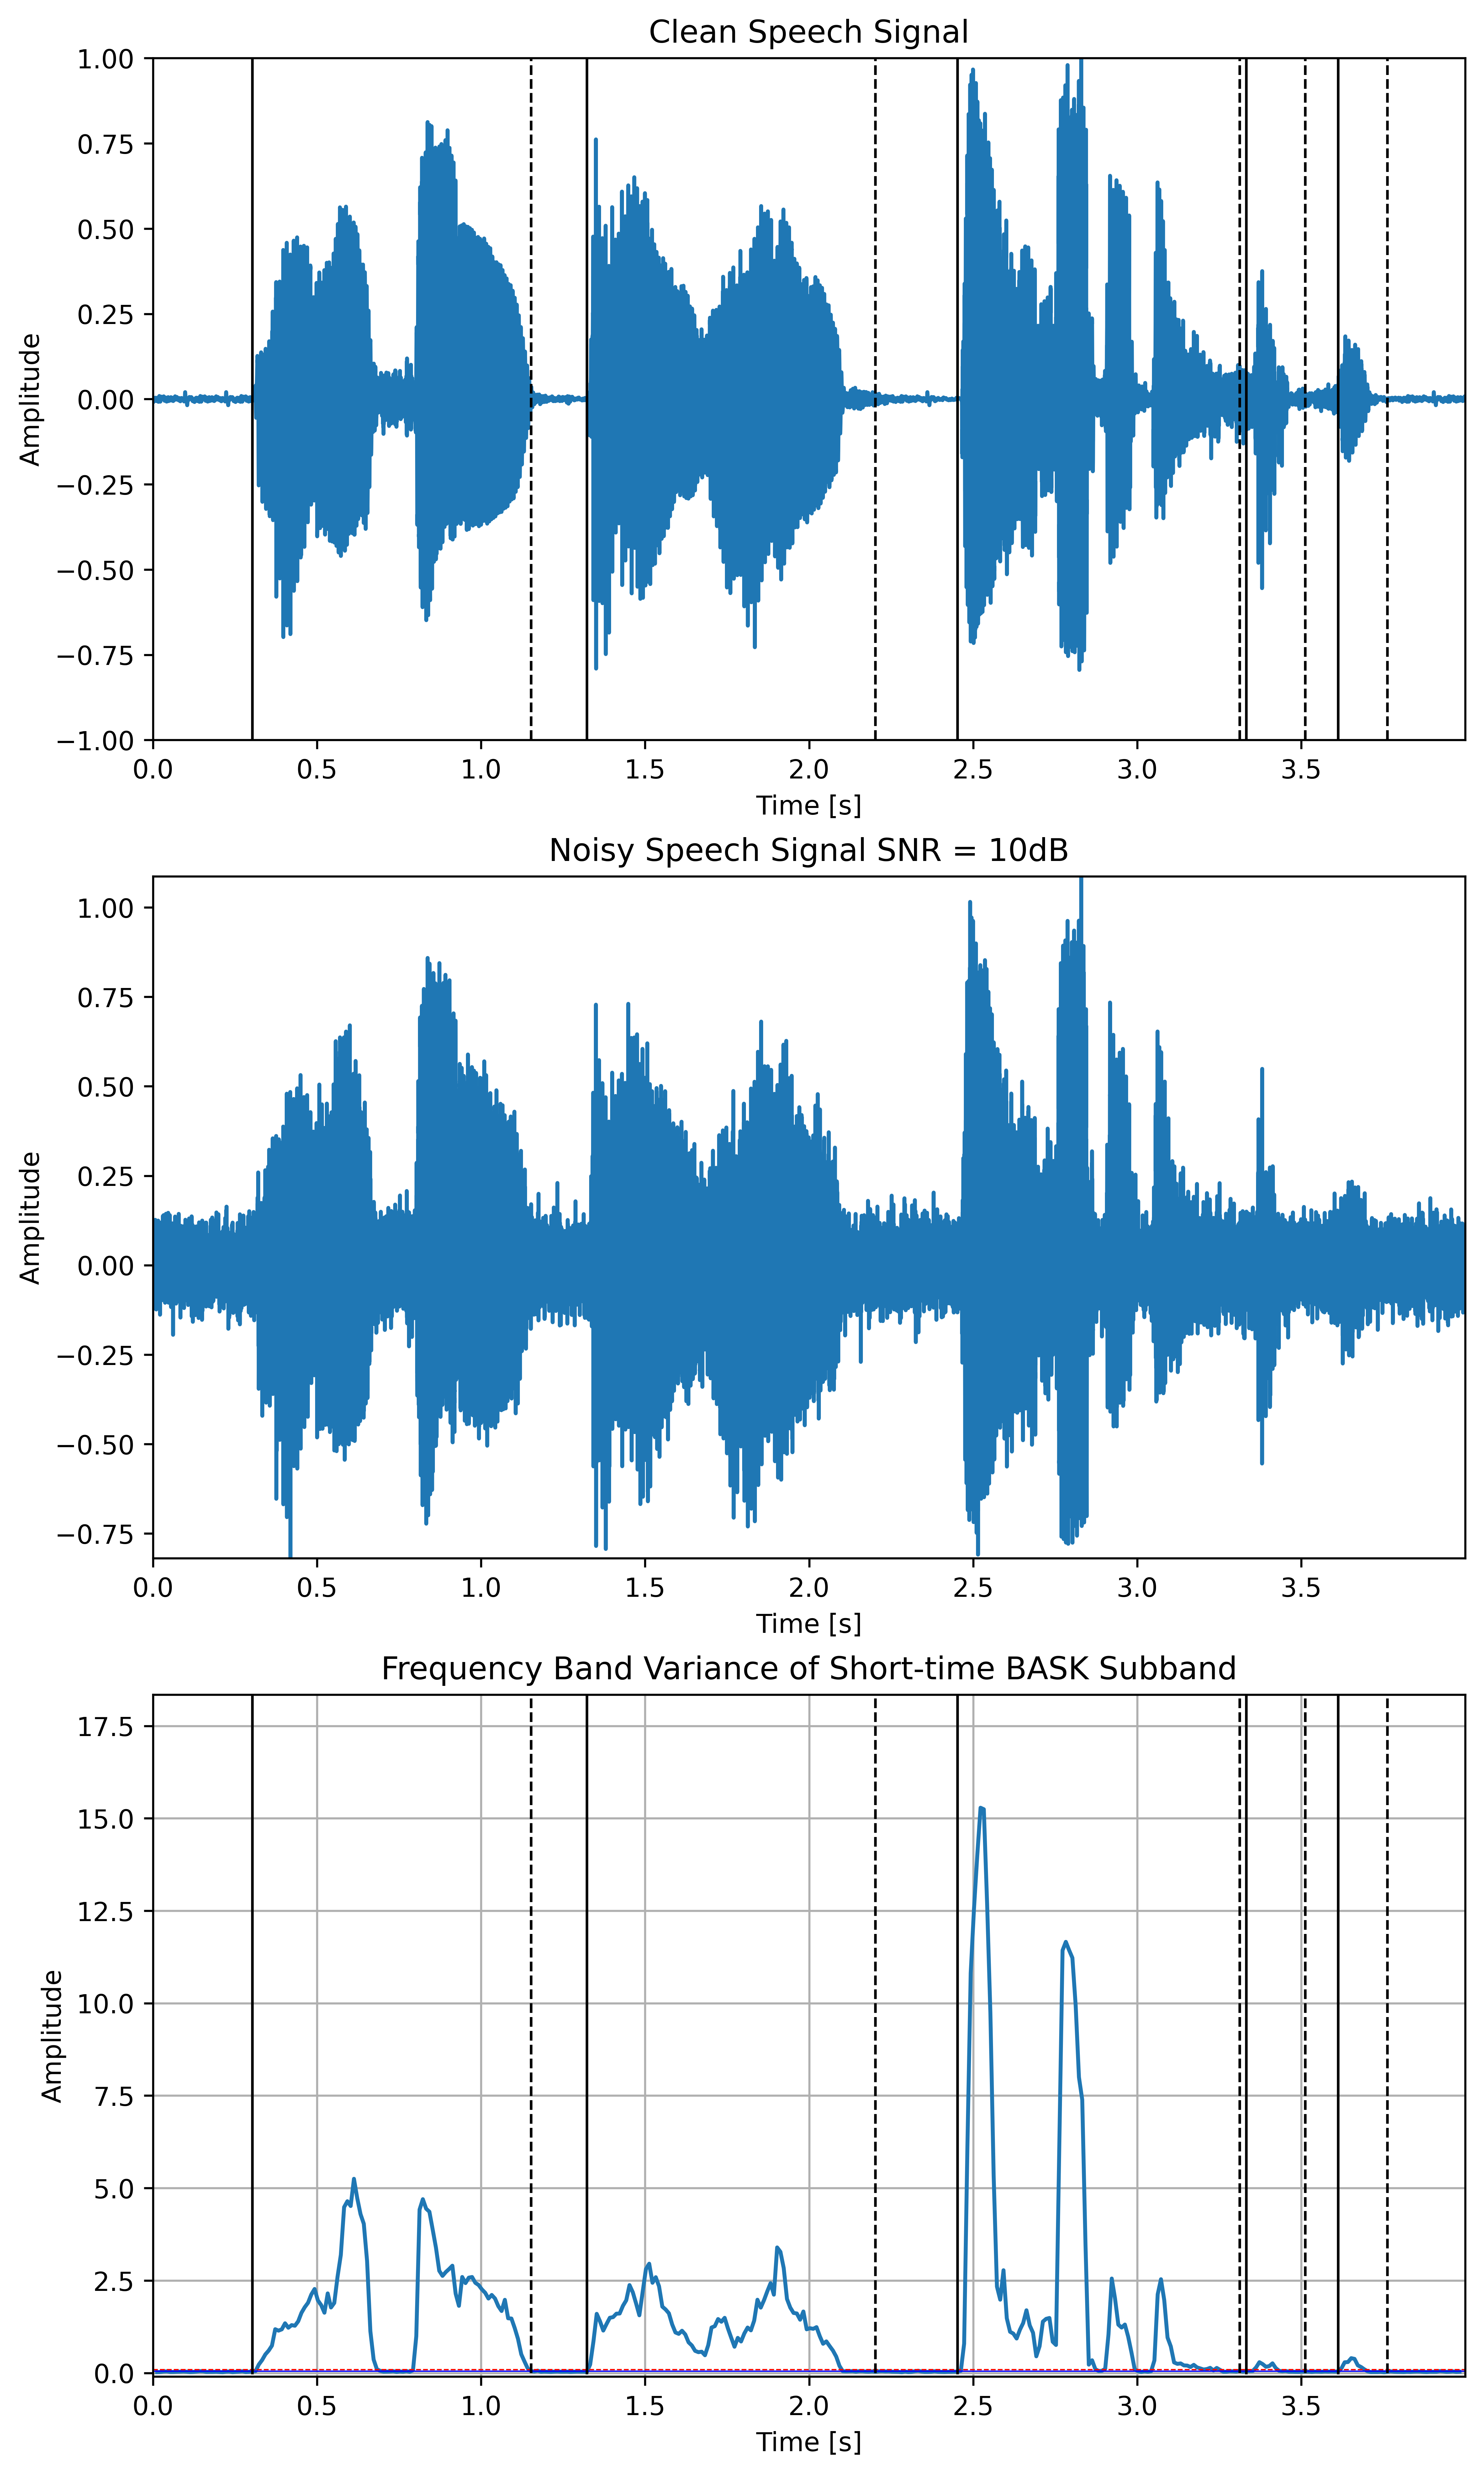 Clean Speech Signal
1.00
0.75
0.50
0.25
0.00
−0.25
−0.50
−0.75
−1.00
Amplitude
0.0 0.5 1.0 1.5 2.0 2.5 3.0 3.5
Time [s]
Noisy Speech Signal SNR = 10dB
1.00
0.75
0.50
0.25
0.00
−0.25
−0.50
−0.75
Amplitude
0.0 0.5 1.0 1.5 2.0 2.5 3.0 3.5
Time [s]
Frequency Band Variance of Short-time BASK Subband
17.5
15.0
12.5
10.0
7.5
5.0
2.5
0.0
Amplitude
0.0 0.5 1.0 1.5 2.0 2.5 3.0 3.5
Time [s]